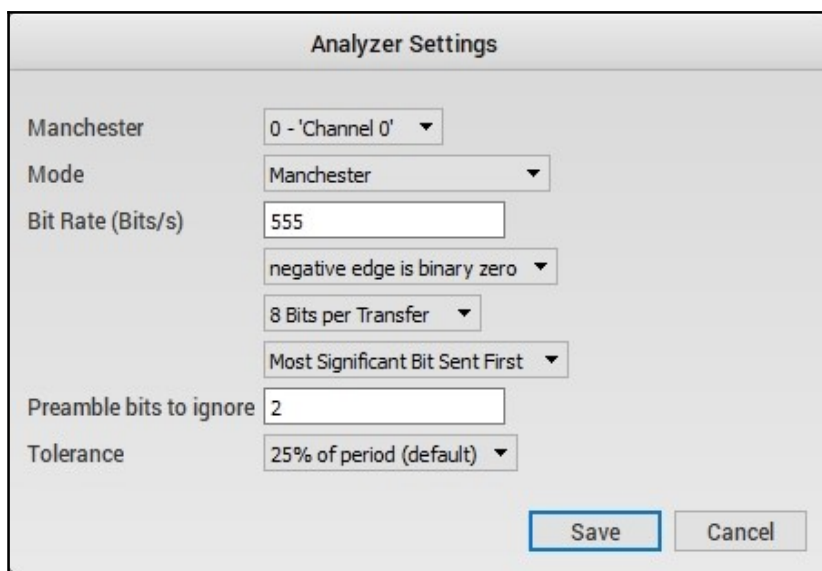 Analyzer Settings
Manchester 0 - 'Channel 0'
Mode Manchester
Bit Rate (Bits/s) 555
negative edge is binary zero
8 Bits per Transfer
Most Significant Bit Sent First
Preamble bits to ignore 2
Tolerance 25% of period (default)
Save Cancel